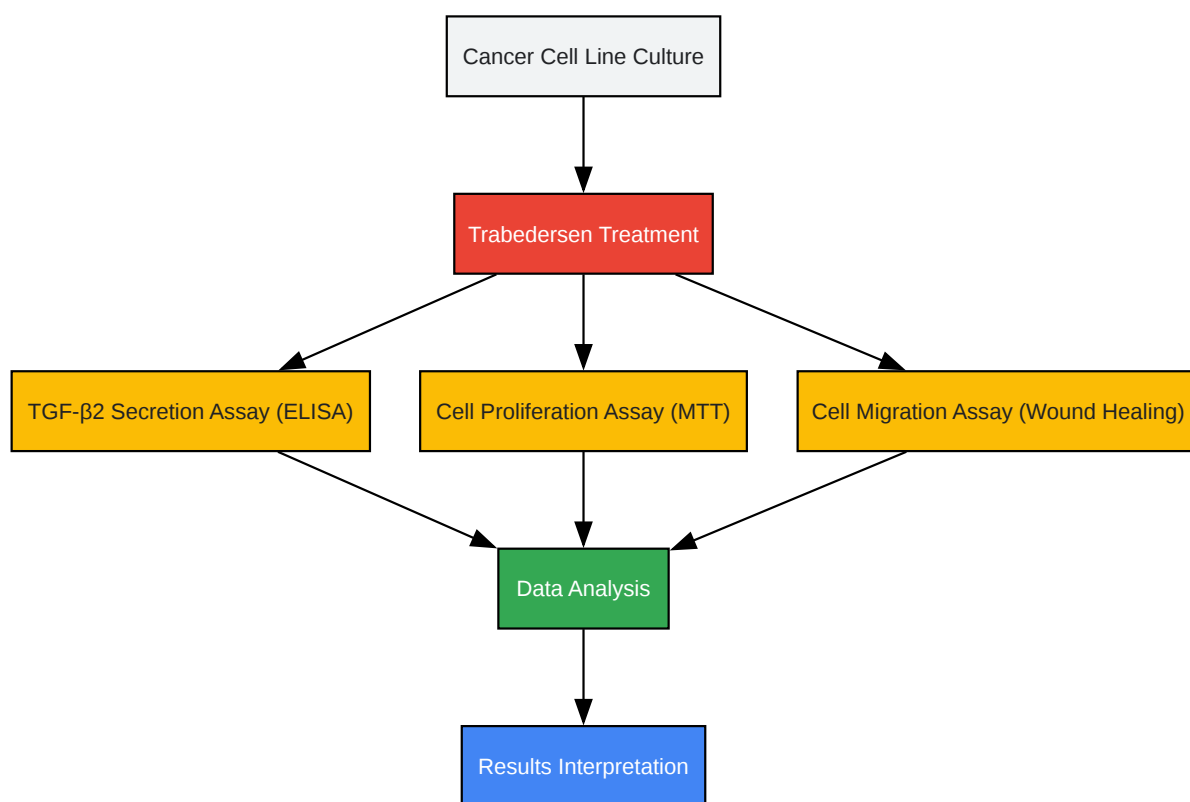 Cancer Cell Line Culture
Trabedersen Treatment
TGF-β2 Secretion Assay (ELISA)
Cell Proliferation Assay (MTT)
Cell Migration Assay (Wound Healing)
Data Analysis
Results Interpretation